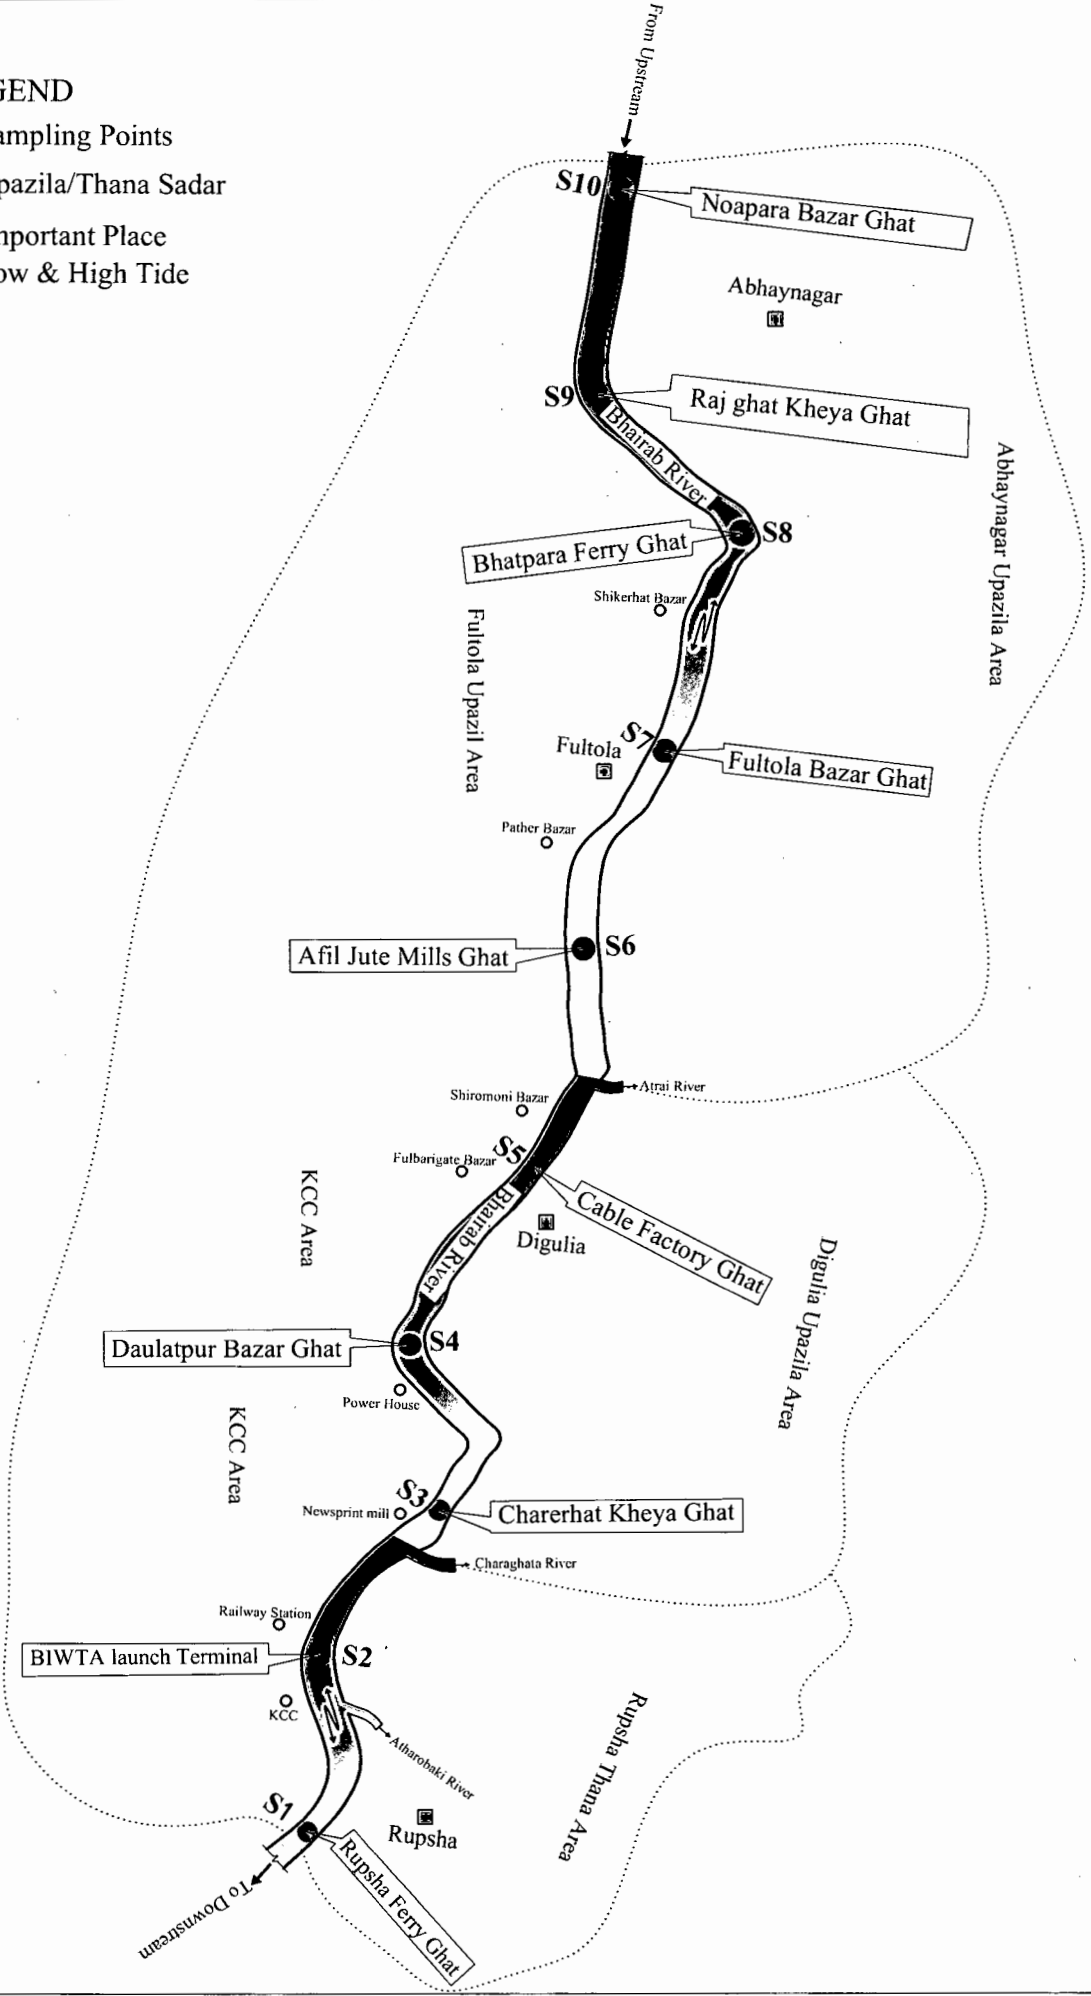 From Upstream
GEND
ampling Points
pazila/Thana Sadar
nportant Place
ow & High Tide
S10
Noapara Bazar Ghat
Abhaynagar
S9
Raj ghat Kheya Ghat
Bhairab River
Abhaynagar Upazila Area
S8
Bhatpara Ferry Ghat
Shikerhat Bazar
Fultola Upazil Area
S7
Fultola
Fultola Bazar Ghat
Pather Bazar
Afil Jute Mills Ghat
S6
Atrai River
Shiromoni Bazar
S5
Fulbarigate Bazar
KCC Area
Bhairab River
Cable Factory Ghat
Digulia
Digulia Upazila Area
Daulatpur Bazar Ghat
S4
Power House
KCC Area
S3
Newsprint mill
Charerhat Kheya Ghat
Charaghata River
Railway Station
BIWTA launch Terminal
S2
KCC
Atharobaki River
Rupsha Thana Area
S1
Rupsha
Rupsha Ferry Ghat
To Downstream